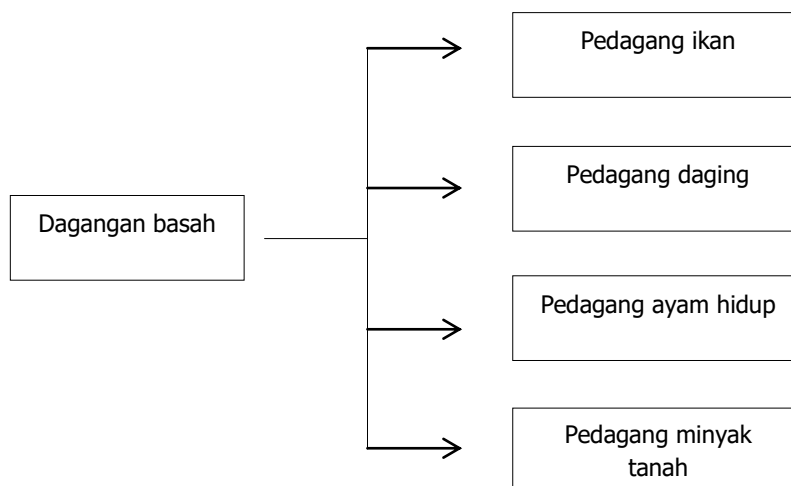 Pedagang ikan
Pedagang daging
Dagangan basah
Pedagang ayam hidup
Pedagang minyak
tanah